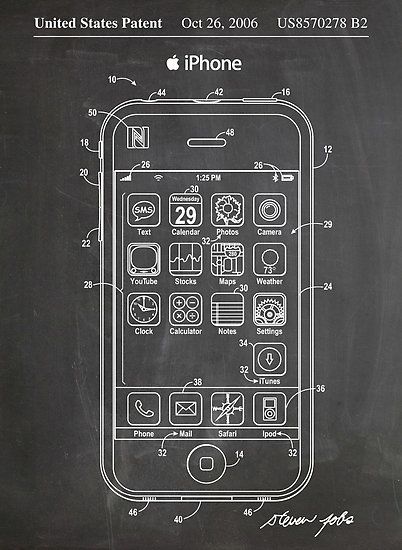 United States Patent Oct 26, 2006 US8570278 B2
iPhone
10 44 42 16
50
48
18
12
20
26 26
1:25 PM
30
SMS Wednesday 29
Text Calendar Photos Camera
32
29
22
280
73°
YouTube Stocks Maps Weather
28 30 24
Clock Calculator Notes Settings
34
32 iTunes
38
36
W E
Phone Mail Safari Ipod
32 32
14
46 40 46
steven jobs